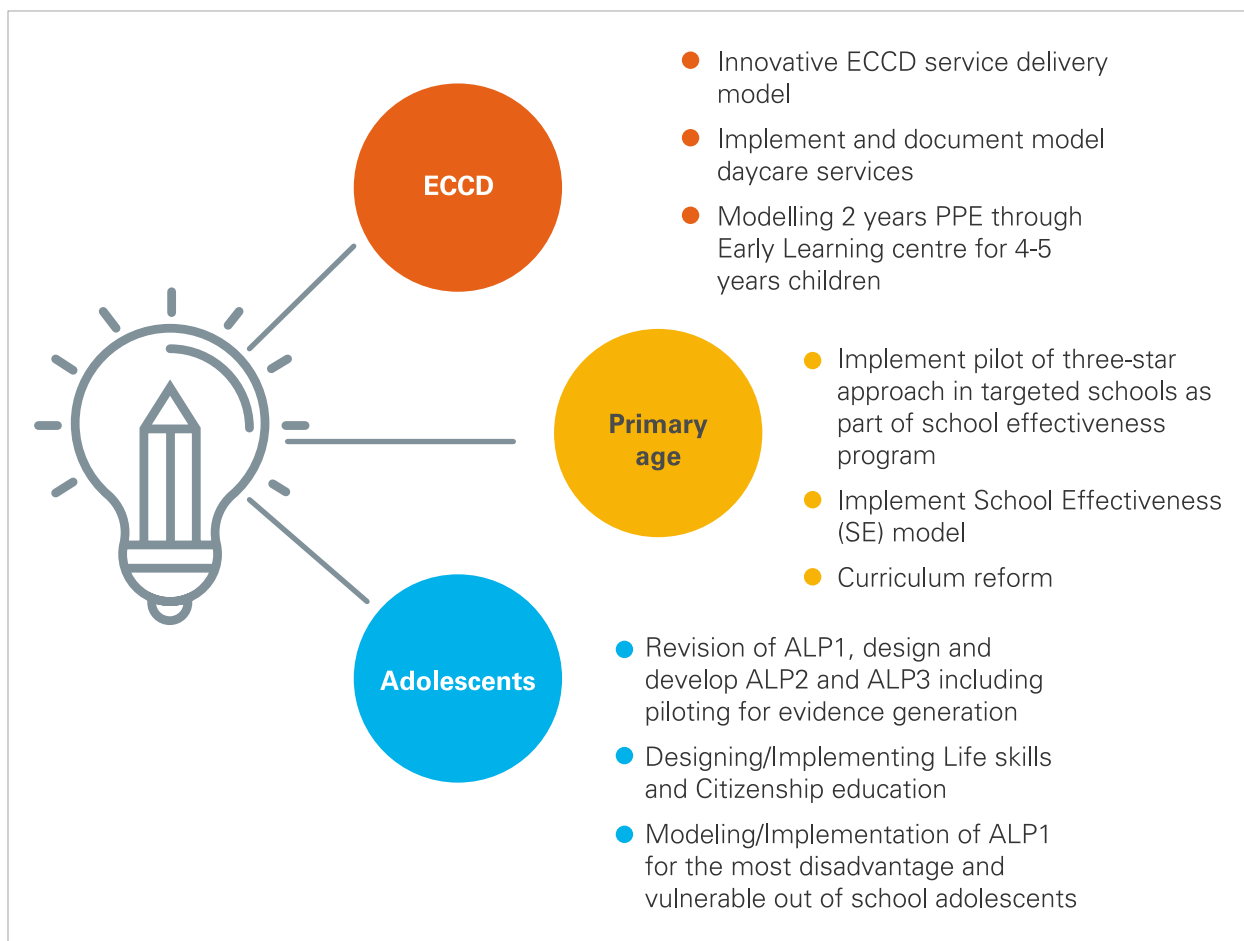 ECCD
Innovative ECCD service delivery
model
Implement and document model
daycare services
Modelling 2 years PPE through
Early Learning centre for 4-5
years children
Primary
age
Implement pilot of three-star
approach in targeted schools as
part of school effectiveness
program
Implement School Effectiveness
(SE) model
Curriculum reform
Adolescents
Revision of ALP1, design and
develop ALP2 and ALP3 including
piloting for evidence generation
Designing/Implementing Life skills
and Citizenship education
Modeling/Implementation of ALP1
for the most disadvantage and
vulnerable out of school adolescents